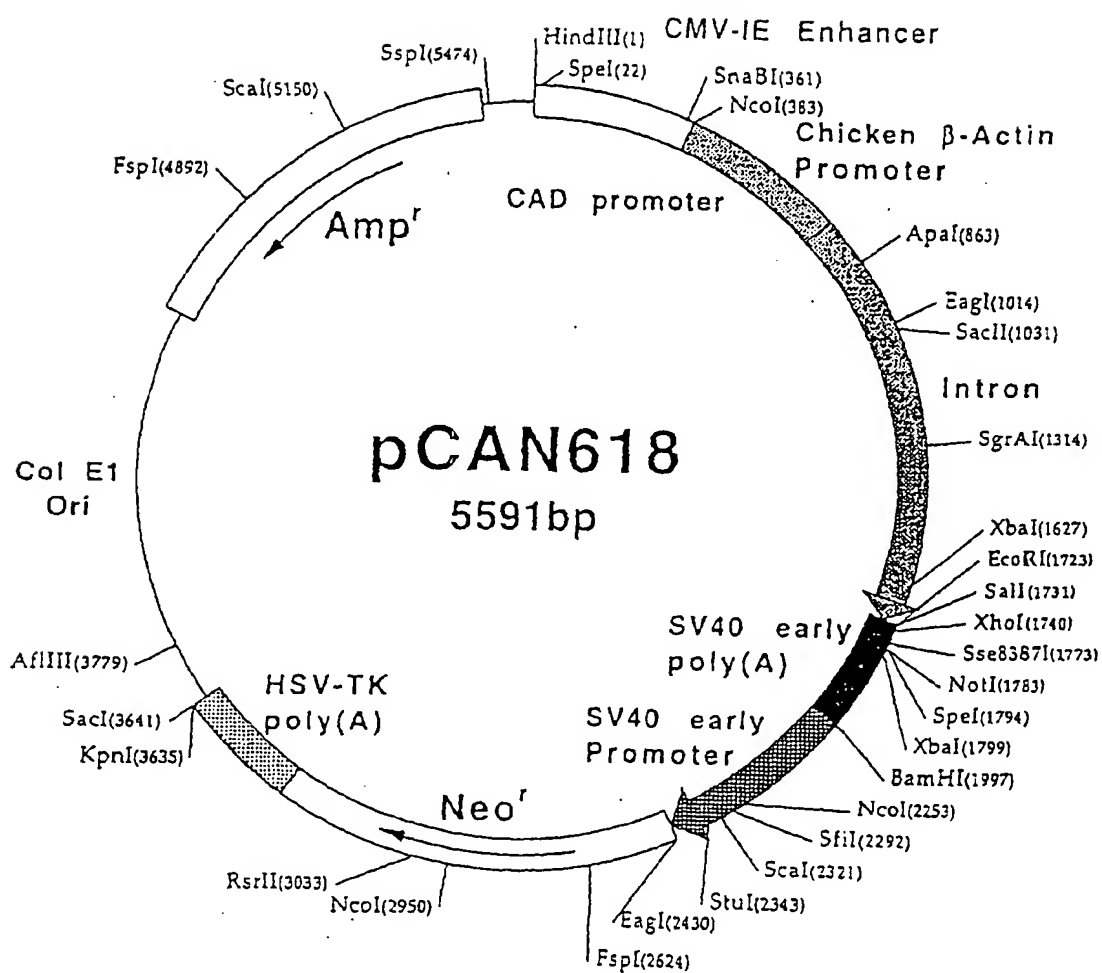 HindIII(1)
CMV-IE Enhancer
SspI(5474)
SpeI(22)
ScaI(5150)
SnaBI(361)
NcoI(383)
Chicken β-Actin
Promoter
FspI(4892)
CAD promoter
Ampʳ
ApaI(863)
EagI(1014)
SacII(1031)
Intron
pCAN618
5591bp
SgrAI(1314)
Col E1
Ori
XbaI(1627)
EcoRI(1723)
SalI(1731)
XhoI(1740)
Sse8387I(1773)
NotI(1783)
SpeI(1794)
XbaI(1799)
BamHI(1997)
SV40 early
poly(A)
SV40 early
Promoter
AflIII(3779)
HSV-TK
poly(A)
SacI(3641)
KpnI(3635)
Neoʳ
NcoI(2253)
SfiI(2292)
ScaI(2321)
StuI(2343)
RsrII(3033)
NcoI(2950)
EagI(2430)
FspI(2624)